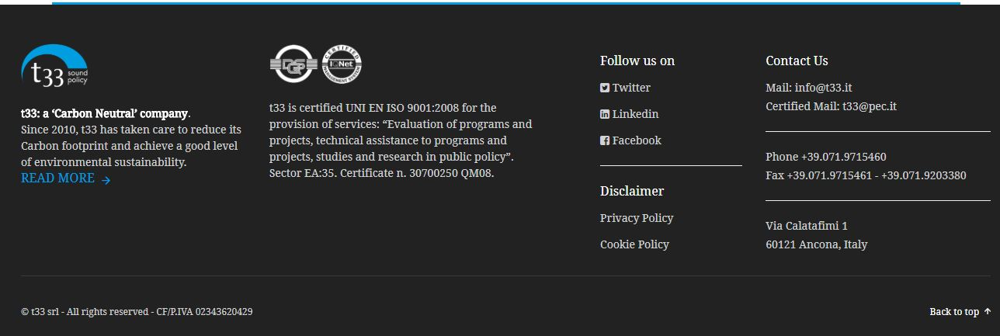 t33 sound
policy
t33: a ‘Carbon Neutral’ company.
Since 2010, t33 has taken care to reduce its
Carbon footprint and achieve a good level
of environmental sustainability.
READ MORE →
CERTIFIED
IQNet
MANAGEMENT SYSTEM
t33 is certified UNI EN ISO 9001:2008 for the
provision of services: “Evaluation of programs and
projects, technical assistance to programs and
projects, studies and research in public policy”.
Sector EA:35. Certificate n. 30700250 QM08.
Follow us on
Twitter
Linkedin
Facebook
Disclaimer
Privacy Policy
Cookie Policy
Contact Us
Mail: info@t33.it
Certified Mail: t33@pec.it
Phone +39.071.9715460
Fax +39.071.9715461 - +39.071.9203380
Via Calatafimi 1
60121 Ancona, Italy
© t33 srl - All rights reserved - CF/P.IVA 02343620429
Back to top ↑